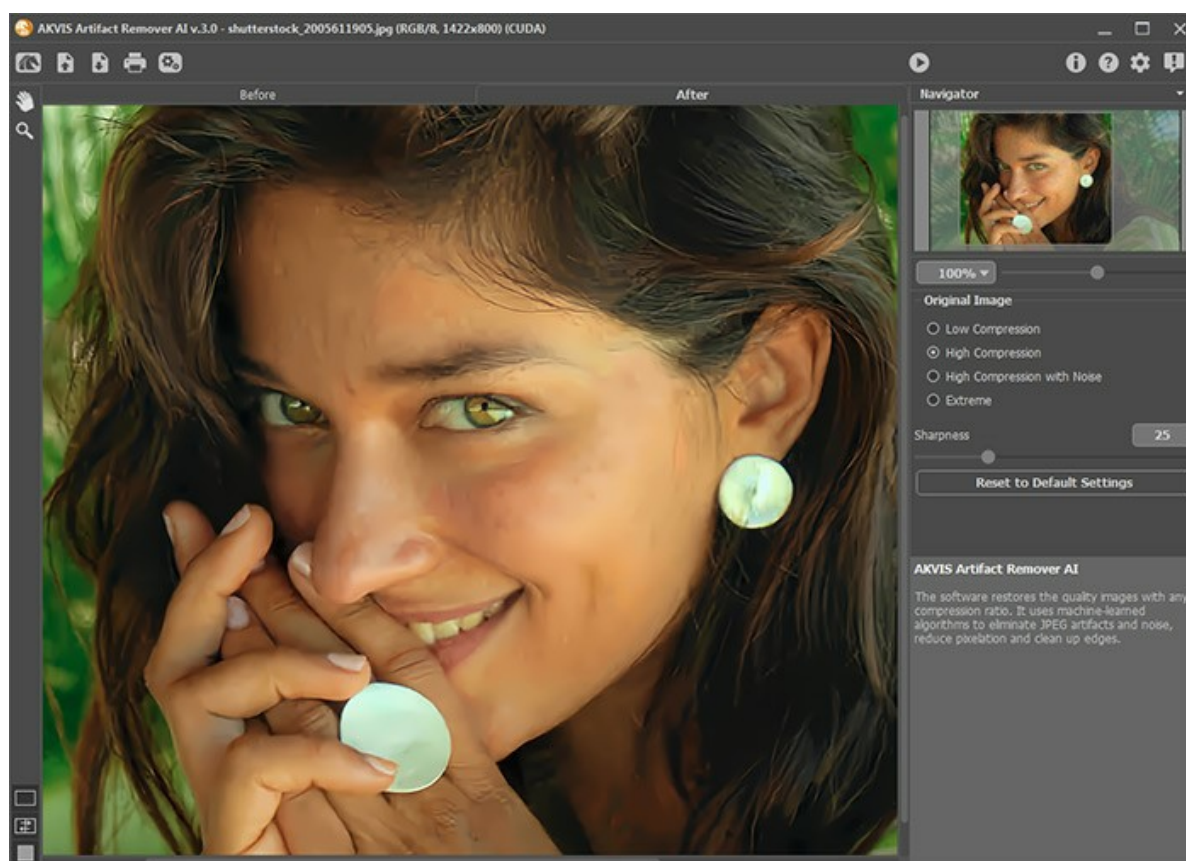 AKVIS Artifact Remover AI v.3.0 - shutterstock_2005611905.jpg (RGB/8, 1422x800) (CUDA)
Before
After
Navigator
100%
Original Image
Low Compression
High Compression
High Compression with Noise
Extreme
Sharpness
25
Reset to Default Settings
AKVIS Artifact Remover AI
The software restores the quality images with any
compression ratio. It uses machine-learned
algorithms to eliminate JPEG artifacts and noise,
reduce pixelation and clean up edges.